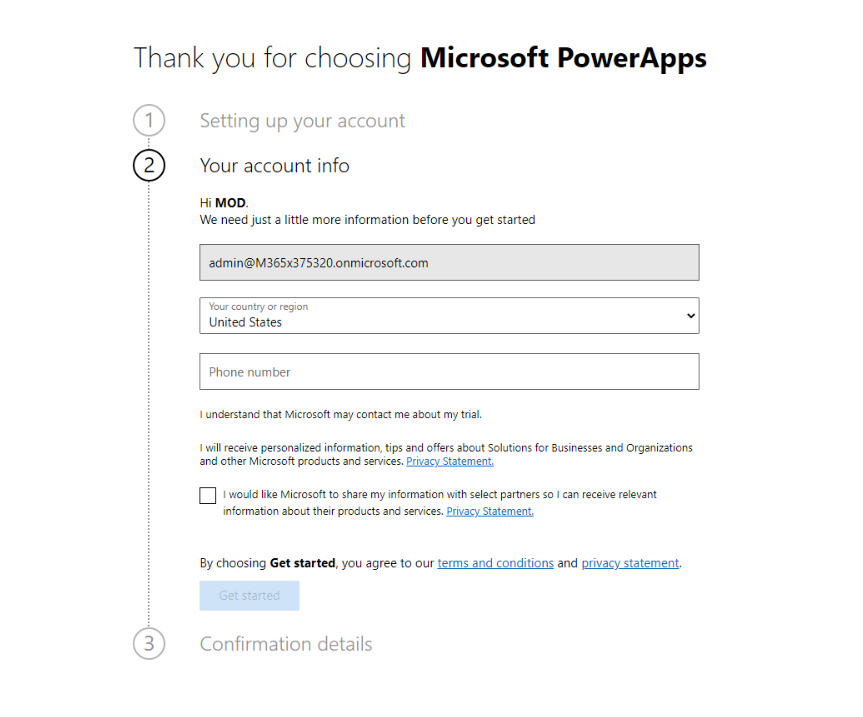 Thank you for choosing Microsoft PowerApps
1 Setting up your account
2 Your account info
Hi MOD.
We need just a little more information before you get started
admin@M365x375320.onmicrosoft.com
Your country or region
United States
Phone number
I understand that Microsoft may contact me about my trial.
I will receive personalized information, tips and offers about Solutions for Businesses and Organizations
and other Microsoft products and services. Privacy Statement.
I would like Microsoft to share my information with select partners so I can receive relevant
information about their products and services. Privacy Statement.
By choosing Get started, you agree to our terms and conditions and privacy statement.
Get started
3 Confirmation details